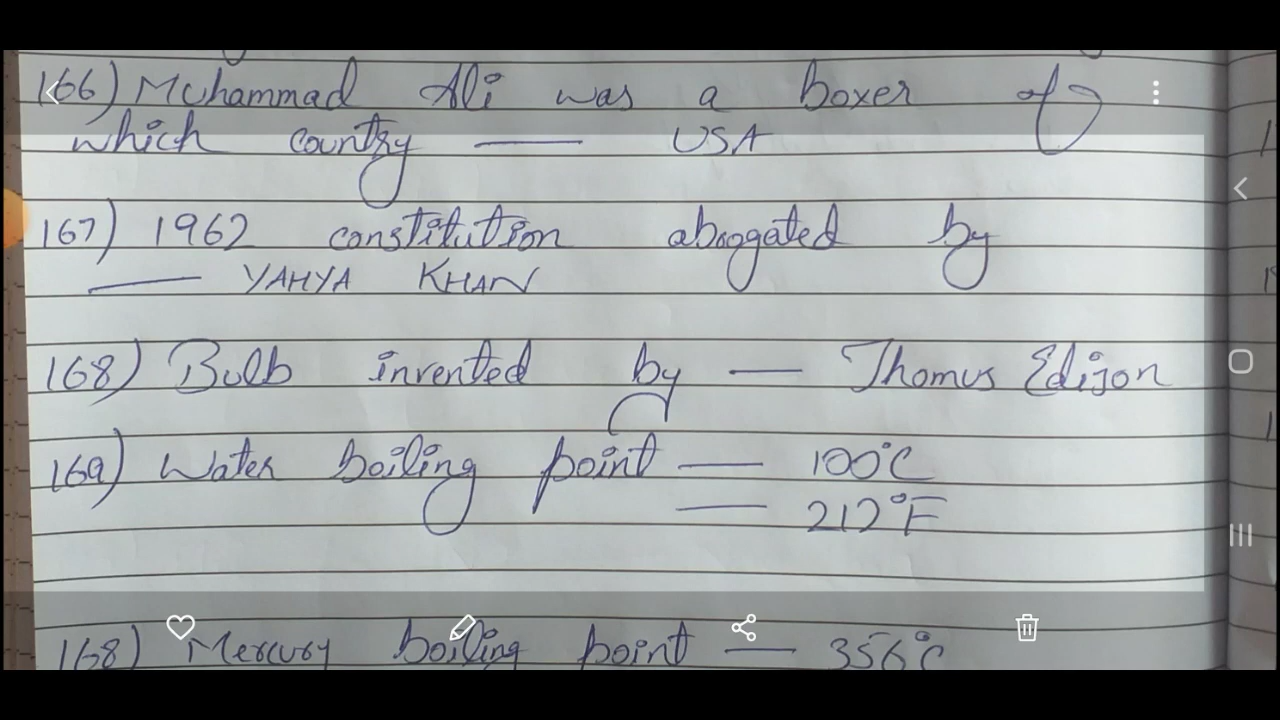 166) Muhammad Ali was a boxer of
which country — USA
167) 1962 constitution abrogated by
— YAHYA KHAN
168) Bulb invented by — Thomus Edison
169) Water boiling point — 100°C
— 212°F
168) Mercury boiling point — 356°C